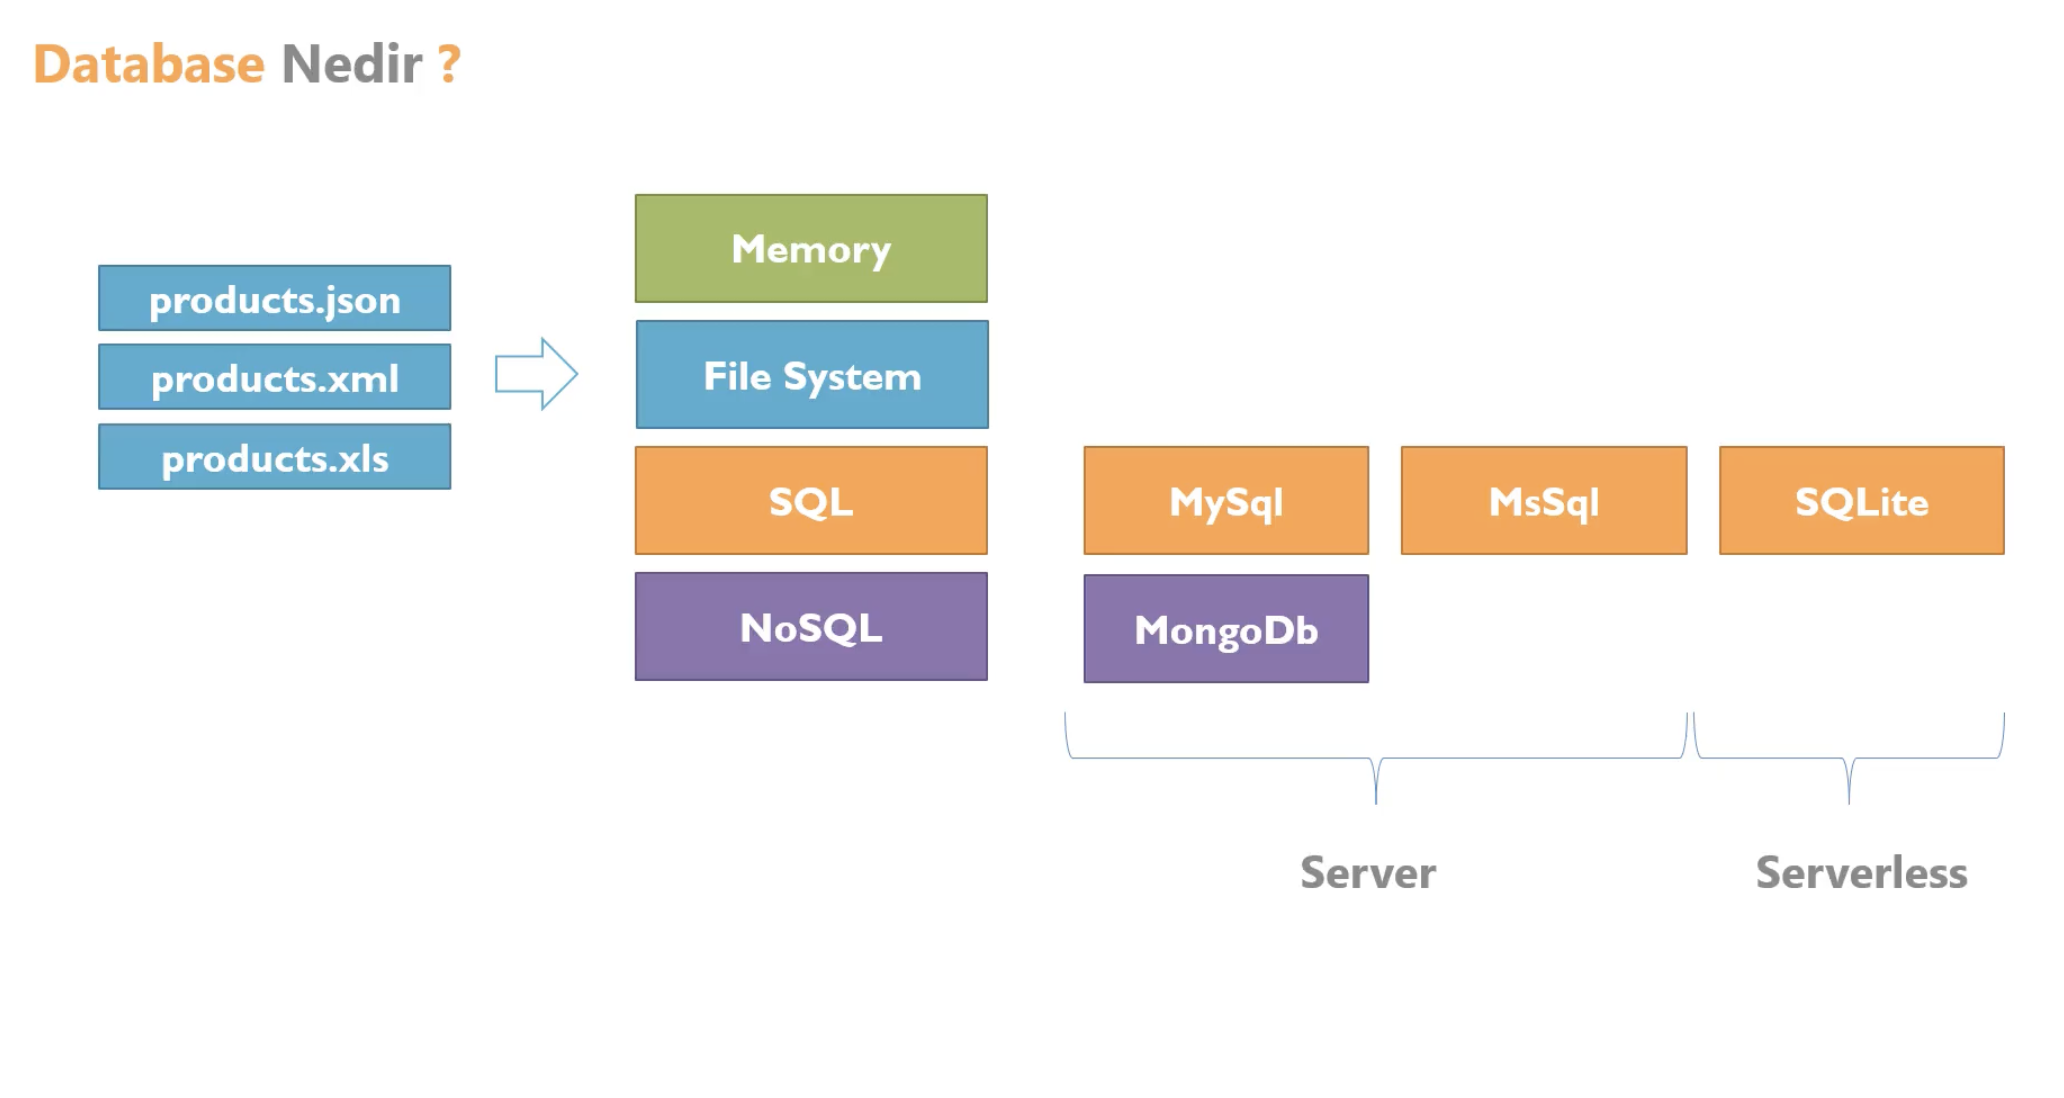 Database Nedir ?
products.json
products.xml
products.xls
Memory
File System
SQL
NoSQL
MySql
MsSql
SQLite
MongoDb
Server
Serverless